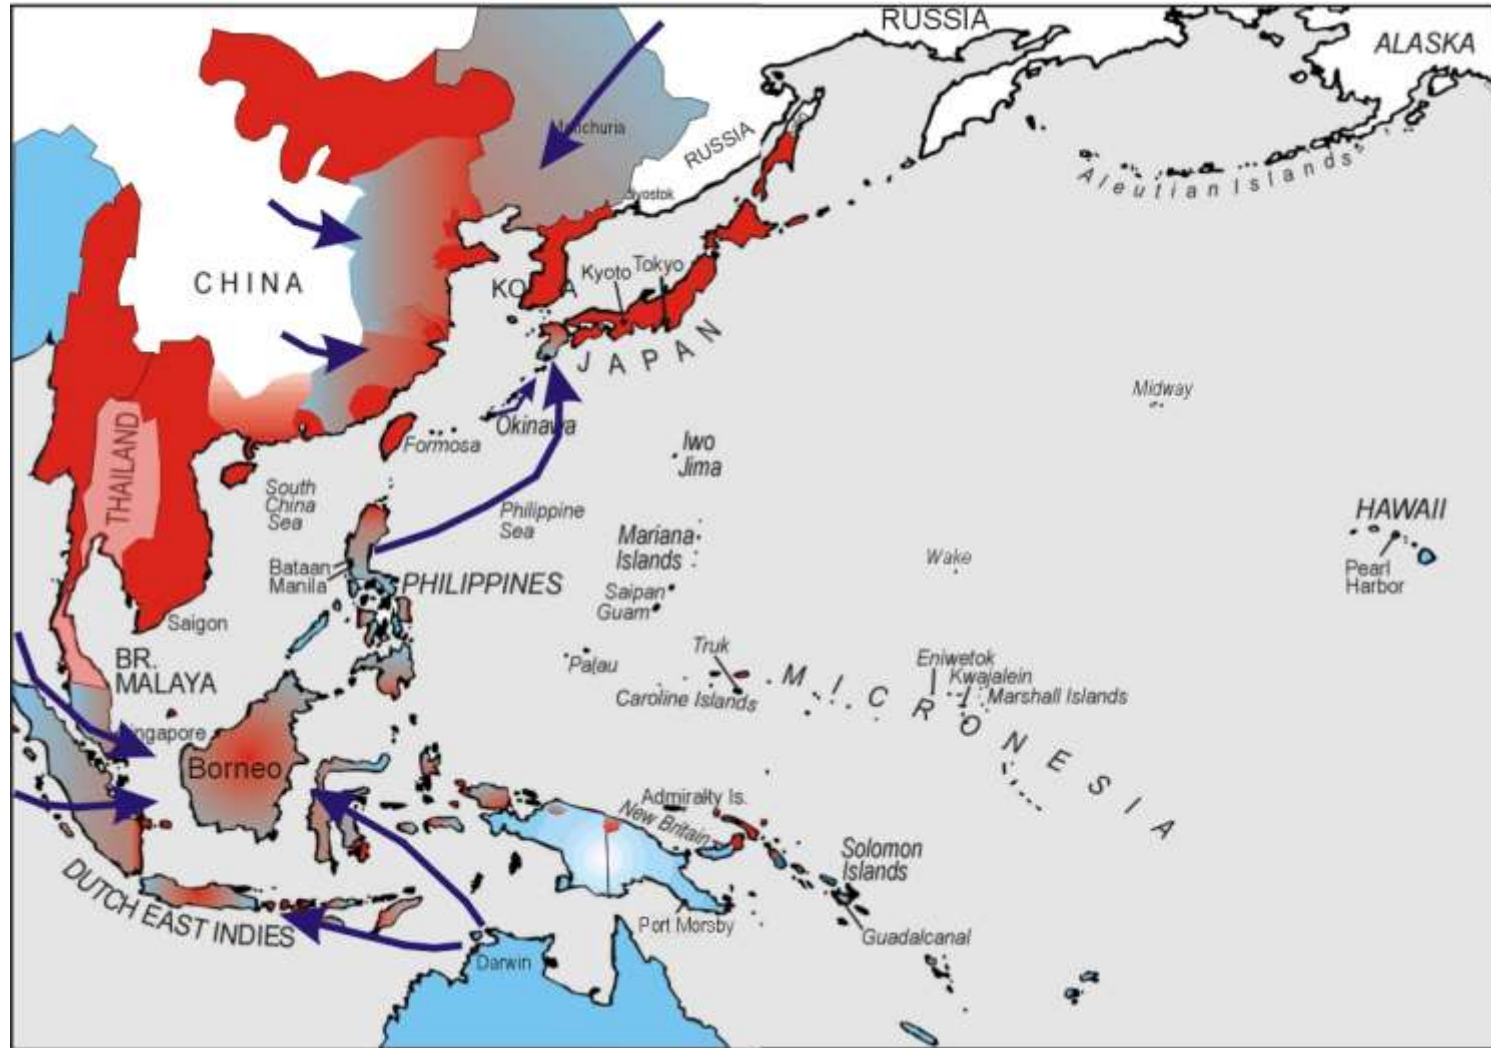 RUSSIA
ALASKA
RUSSIA
Aleutian Islands
CHINA
Kyoto
Tokyo
JAPAN
Midway
Okinawa
Formosa
Iwo
Jima
THAILAND
South
China
Sea
Philippine
Sea
HAWAII
Mariana
Islands
Wake
Pearl
Harbor
Bataan
Manila
PHILIPPINES
Saipan
Guam
Saigon
BR.
MALAYA
Palau
Truk
Caroline Islands
Eniwetok
Kwajalein
Marshall Islands
MICRONESIA
Borneo
Admiralty Is.
New Britain
Solomon
Islands
DUTCH EAST INDIES
Port Morsby
Guadalcanal
Darwin